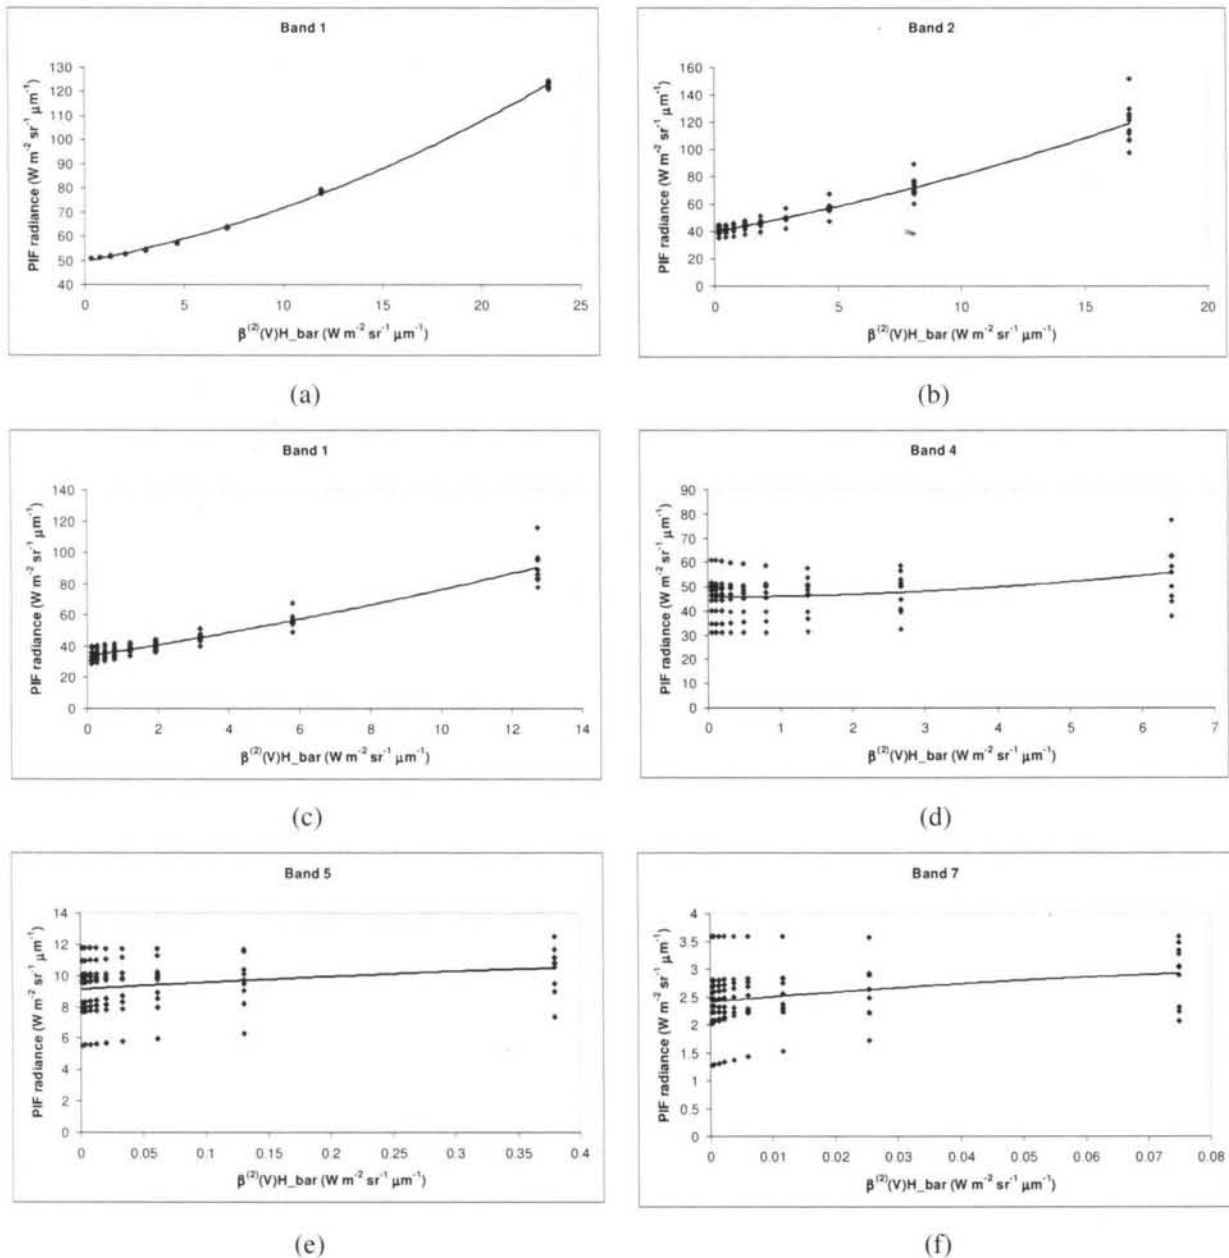 Band 1
PIF radiance (W m⁻² sr⁻¹ μm⁻¹)
130
120
110
100
90
80
70
60
50
40
0 5 10 15 20 25
β⁽²⁾(V)H_bar (W m⁻² sr⁻¹ μm⁻¹)
(a)
Band 2
PIF radiance (W m⁻² sr⁻¹ μm⁻¹)
160
140
120
100
80
60
40
20
0
0 5 10 15 20
β⁽²⁾(V)H_bar (W m⁻² sr⁻¹ μm⁻¹)
(b)
Band 1
PIF radiance (W m⁻² sr⁻¹ μm⁻¹)
140
120
100
80
60
40
20
0
0 2 4 6 8 10 12 14
β⁽²⁾(V)H_bar (W m⁻² sr⁻¹ μm⁻¹)
(c)
Band 4
PIF radiance (W m⁻² sr⁻¹ μm⁻¹)
90
80
70
60
50
40
30
20
10
0
0 1 2 3 4 5 6 7
β⁽²⁾(V)H_bar (W m⁻² sr⁻¹ μm⁻¹)
(d)
Band 5
PIF radiance (W m⁻² sr⁻¹ μm⁻¹)
14
12
10
8
6
4
2
0
0 0.05 0.1 0.15 0.2 0.25 0.3 0.35 0.4
β⁽²⁾(V)H_bar (W m⁻² sr⁻¹ μm⁻¹)
(e)
Band 7
PIF radiance (W m⁻² sr⁻¹ μm⁻¹)
4
3.5
3
2.5
2
1.5
1
0.5
0
0 0.01 0.02 0.03 0.04 0.05 0.06 0.07 0.08
β⁽²⁾(V)H_bar (W m⁻² sr⁻¹ μm⁻¹)
(f)